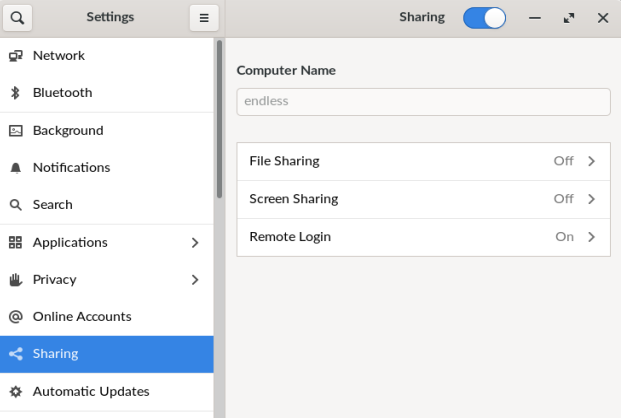 Settings
Network
Bluetooth
Background
Notifications
Search
Applications
Privacy
Online Accounts
Sharing
Automatic Updates
Sharing
Computer Name
endless
File Sharing Off
Screen Sharing Off
Remote Login On